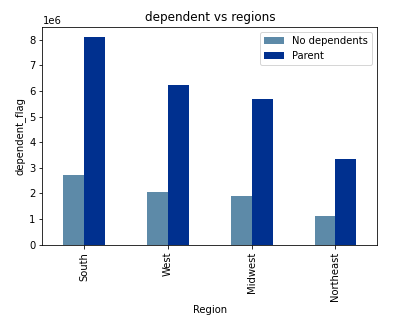 dependent vs regions
1e6
No dependents
Parent
8
7
6
5
4
3
2
1
0
dependent_flag
South
West
Midwest
Northeast
Region